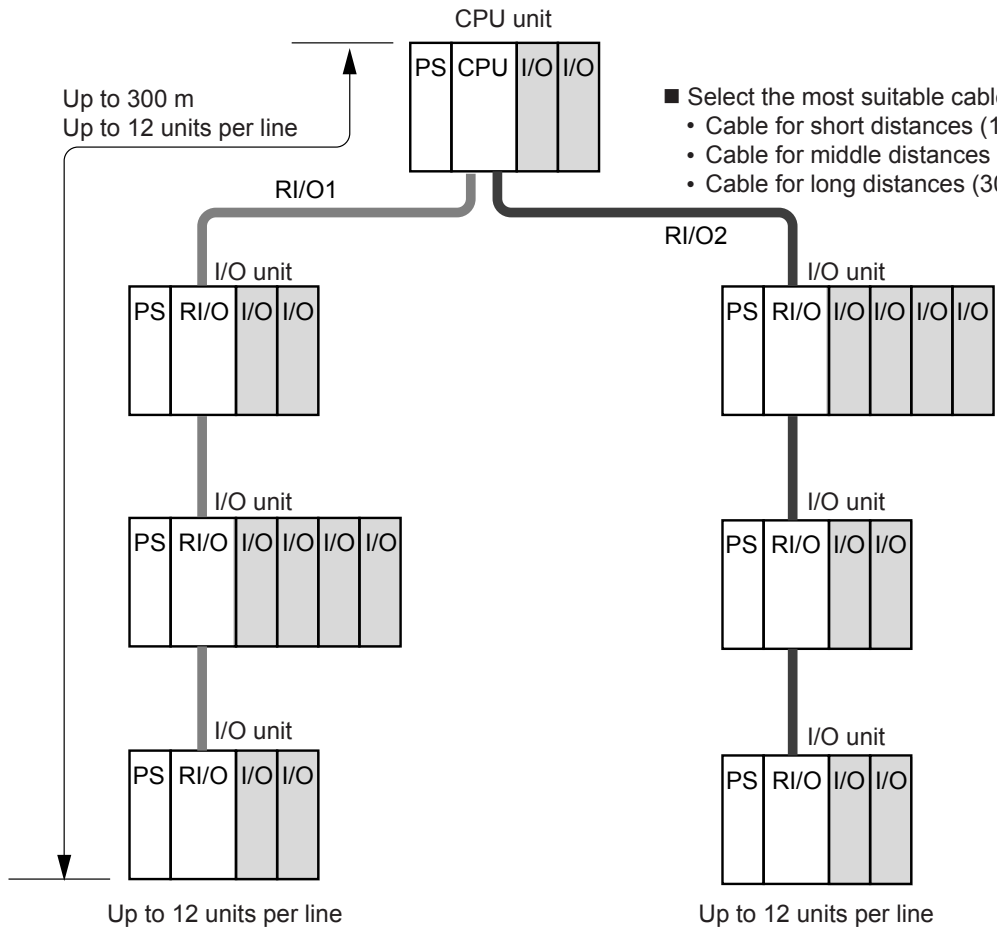 CPU unit
PS CPU I/O I/O
Up to 300 m
Up to 12 units per line
■ Select the most suitable cable
• Cable for short distances (1
• Cable for middle distances
• Cable for long distances (30
RI/O1
RI/O2
I/O unit
PS RI/O I/O I/O
I/O unit
PS RI/O I/O I/O I/O I/O
I/O unit
PS RI/O I/O I/O I/O I/O
I/O unit
PS RI/O I/O I/O
I/O unit
PS RI/O I/O I/O
I/O unit
PS RI/O I/O I/O
Up to 12 units per line
Up to 12 units per line